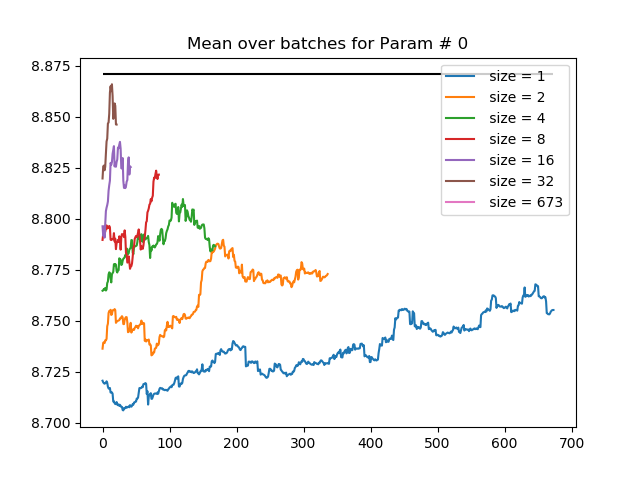 Mean over batches for Param # 0
8.875
8.850
8.825
8.800
8.775
8.750
8.725
8.700
0 100 200 300 400 500 600 700
size = 1
size = 2
size = 4
size = 8
size = 16
size = 32
size = 673